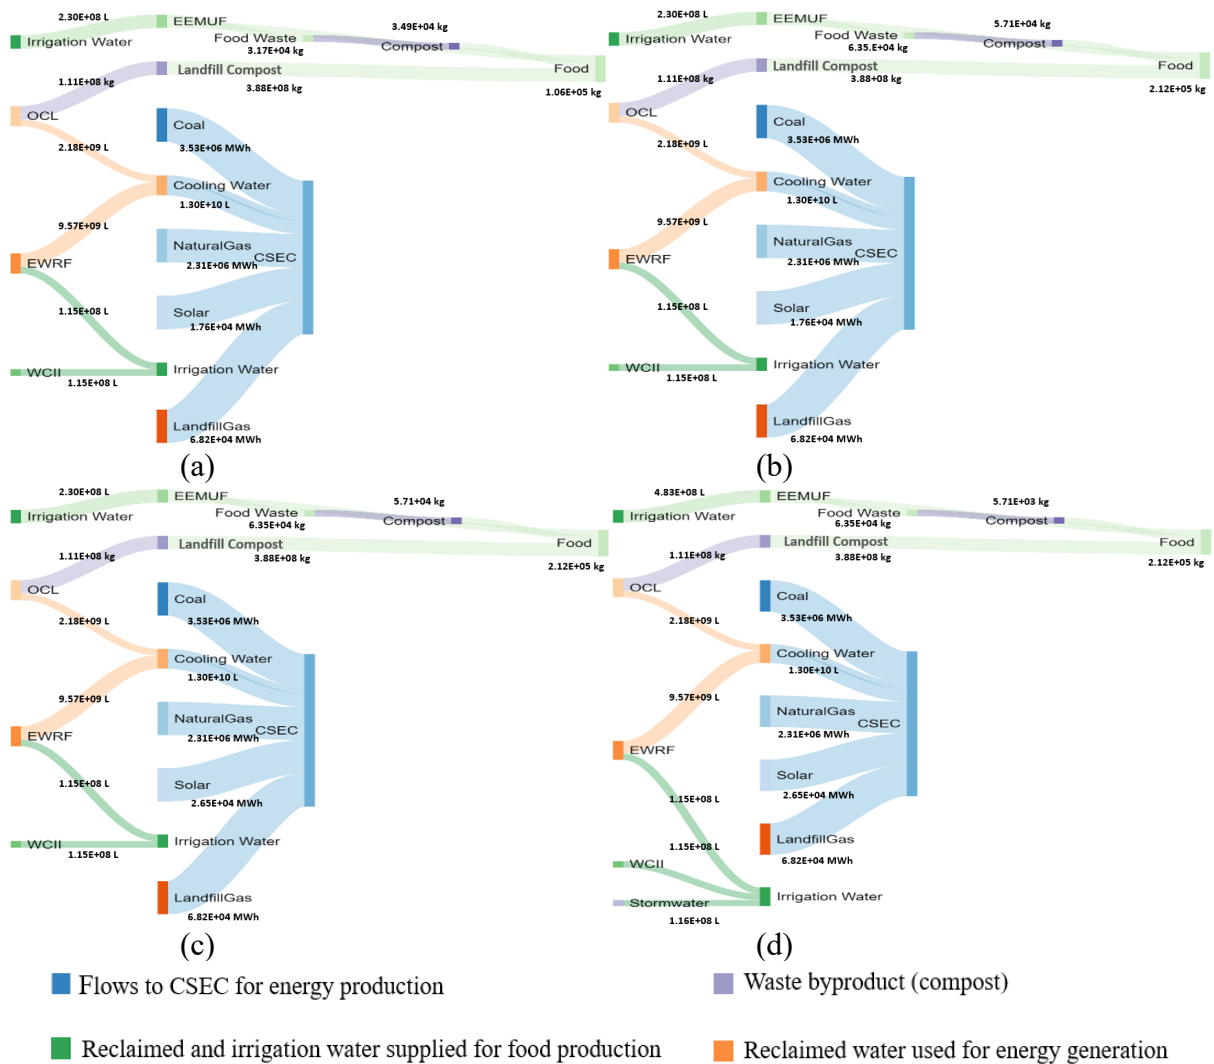 2.30E+08 L
EEMUF
3.49E+04 kg
Irrigation Water
Food Waste
3.17E+04 kg
Compost
Landfill Compost
Food
1.11E+08 kg
3.88E+08 kg
1.06E+05 kg
OCL
Coal
3.53E+06 MWh
2.18E+09 L
Cooling Water
1.30E+10 L
9.57E+09 L
NaturalGas
CSEC
2.31E+06 MWh
EWRF
1.15E+08 L
Solar
1.76E+04 MWh
WCII
Irrigation Water
1.15E+08 L
LandfillGas
6.82E+04 MWh
(a)
2.30E+08 L
EEMUF
5.71E+04 kg
Irrigation Water
Food Waste
6.35.E+04 kg
Compost
Landfill Compost
Food
1.11E+08 kg
3.88+08 kg
2.12E+05 kg
OCL
Coal
3.53E+06 MWh
2.18E+09 L
Cooling Water
1.30E+10 L
9.57E+09 L
NaturalGas
CSEC
2.31E+06 MWh
EWRF
1.15E+08 L
Solar
1.76E+04 MWh
WCII
Irrigation Water
1.15E+08 L
LandfillGas
6.82E+04 MWh
(b)
2.30E+08 L
EEMUF
5.71E+04 kg
Irrigation Water
Food Waste
6.35E+04 kg
Compost
Landfill Compost
Food
1.11E+08 kg
3.88E+08 kg
2.12E+05 kg
OCL
Coal
3.53E+06 MWh
2.18E+09 L
Cooling Water
1.30E+10 L
9.57E+09 L
NaturalGas
CSEC
2.31E+06 MWh
EWRF
1.15E+08 L
Solar
2.65E+04 MWh
WCII
Irrigation Water
1.15E+08 L
LandfillGas
6.82E+04 MWh
(c)
4.83E+08 L
EEMUF
5.71E+03 kg
Irrigation Water
Food Waste
6.35E+04 kg
Compost
Landfill Compost
Food
1.11E+08 kg
3.88E+08 kg
2.12E+05 kg
OCL
Coal
3.53E+06 MWh
2.18E+09 L
Cooling Water
1.30E+10 L
9.57E+09 L
NaturalGas
CSEC
2.31E+06 MWh
EWRF
Solar
2.65E+04 MWh
1.15E+08 L
LandfillGas
1.15E+08 L
6.82E+04 MWh
WCII
Irrigation Water
Stormwater
1.16E+08 L
(d)
Flows to CSEC for energy production
Waste byproduct (compost)
Reclaimed and irrigation water supplied for food production
Reclaimed water used for energy generation